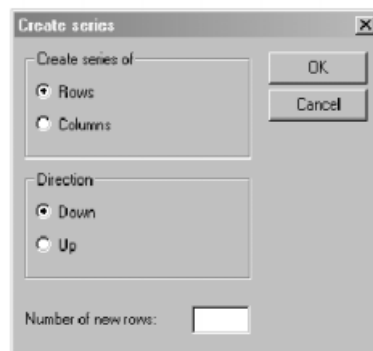 Create series
Create series of
Rows
Columns
OK
Cancel
Direction
Down
Up
Number of new rows: